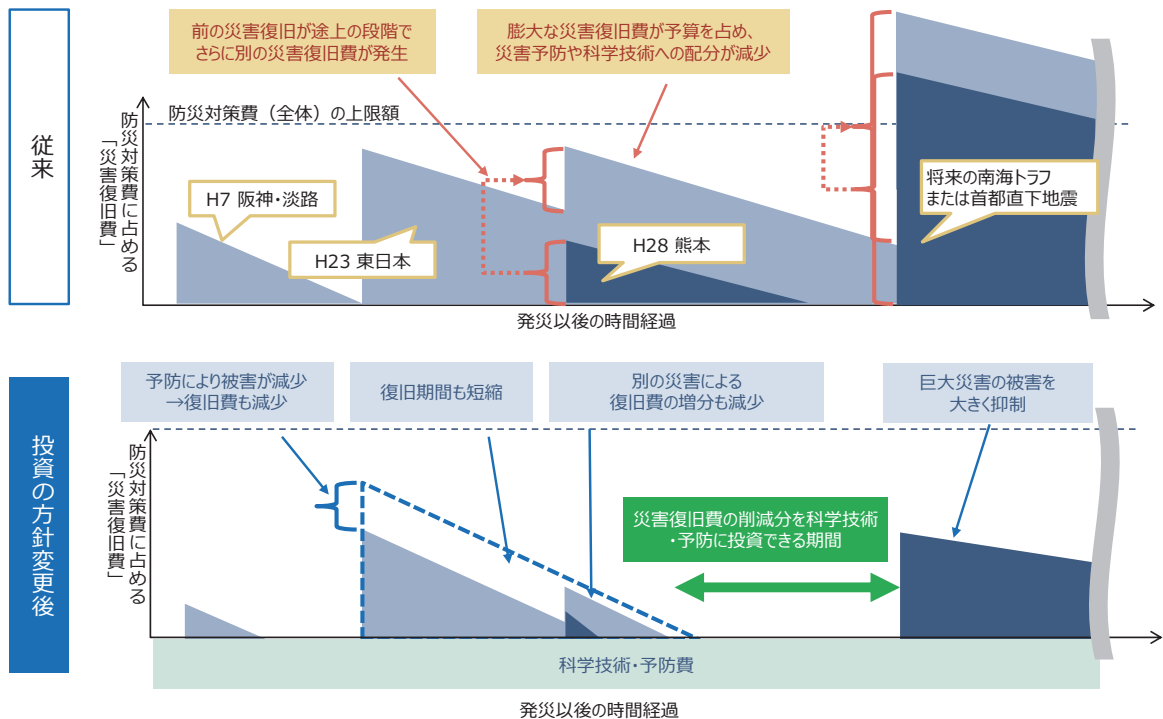 従来
前の災害復旧が途上の段階で
さらに別の災害復旧費が発生
膨大な災害復旧費が予算を占め、
災害予防や科学技術への配分が減少
防災対策費（全体）の上限額
防災対策費に占める
「災害復旧費」
H7 阪神・淡路
H23 東日本
H28 熊本
将来の南海トラフ
または首都直下地震
発災以後の時間経過
投資の方針変更後
予防により被害が減少
→復旧費も減少
復旧期間も短縮
別の災害による
復旧費の増分も減少
巨大災害の被害を
大きく抑制
防災対策費に占める
「災害復旧費」
災害復旧費の削減分を科学技術
・予防に投資できる期間
科学技術・予防費
発災以後の時間経過